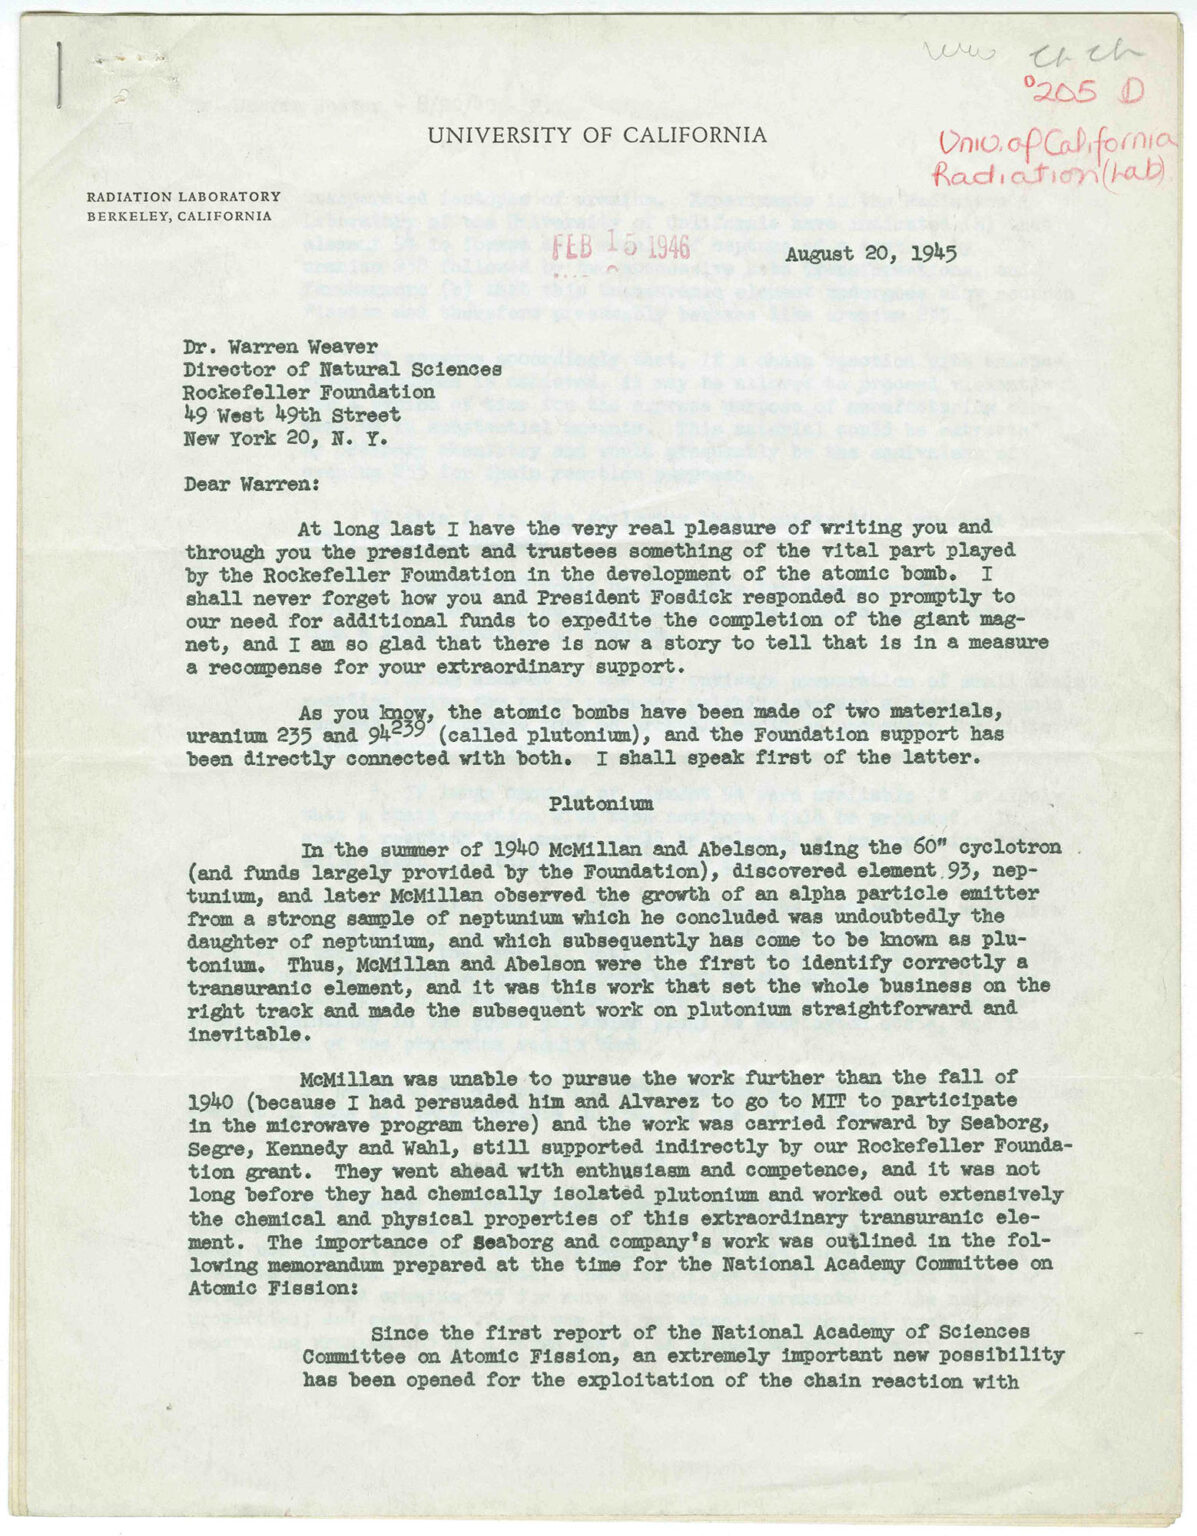 ww ch ch
205 D
Univ. of California
Radiation (Lab)
UNIVERSITY OF CALIFORNIA
RADIATION LABORATORY
BERKELEY, CALIFORNIA
FEB 15 1946
August 20, 1945
Dr. Warren Weaver
Director of Natural Sciences
Rockefeller Foundation
49 West 49th Street
New York 20, N. Y.
Dear Warren:
At long last I have the very real pleasure of writing you and
through you the president and trustees something of the vital part played
by the Rockefeller Foundation in the development of the atomic bomb. I
shall never forget how you and President Fosdick responded so promptly to
our need for additional funds to expedite the completion of the giant mag-
net, and I am so glad that there is now a story to tell that is in a measure
a recompense for your extraordinary support.
As you know, the atomic bombs have been made of two materials,
uranium 235 and 94239 (called plutonium), and the Foundation support has
been directly connected with both. I shall speak first of the latter.
Plutonium
In the summer of 1940 McMillan and Abelson, using the 60" cyclotron
(and funds largely provided by the Foundation), discovered element 93, nep-
tunium, and later McMillan observed the growth of an alpha particle emitter
from a strong sample of neptunium which he concluded was undoubtedly the
daughter of neptunium, and which subsequently has come to be known as plu-
tonium. Thus, McMillan and Abelson were the first to identify correctly a
transuranic element, and it was this work that set the whole business on the
right track and made the subsequent work on plutonium straightforward and
inevitable.
McMillan was unable to pursue the work further than the fall of
1940 (because I had persuaded him and Alvarez to go to MIT to participate
in the microwave program there) and the work was carried forward by Seaborg,
Segre, Kennedy and Wahl, still supported indirectly by our Rockefeller Founda-
tion grant. They went ahead with enthusiasm and competence, and it was not
long before they had chemically isolated plutonium and worked out extensively
the chemical and physical properties of this extraordinary transuranic ele-
ment. The importance of Seaborg and company's work was outlined in the fol-
lowing memorandum prepared at the time for the National Academy Committee on
Atomic Fission:
Since the first report of the National Academy of Sciences
Committee on Atomic Fission, an extremely important new possibility
has been opened for the exploitation of the chain reaction with